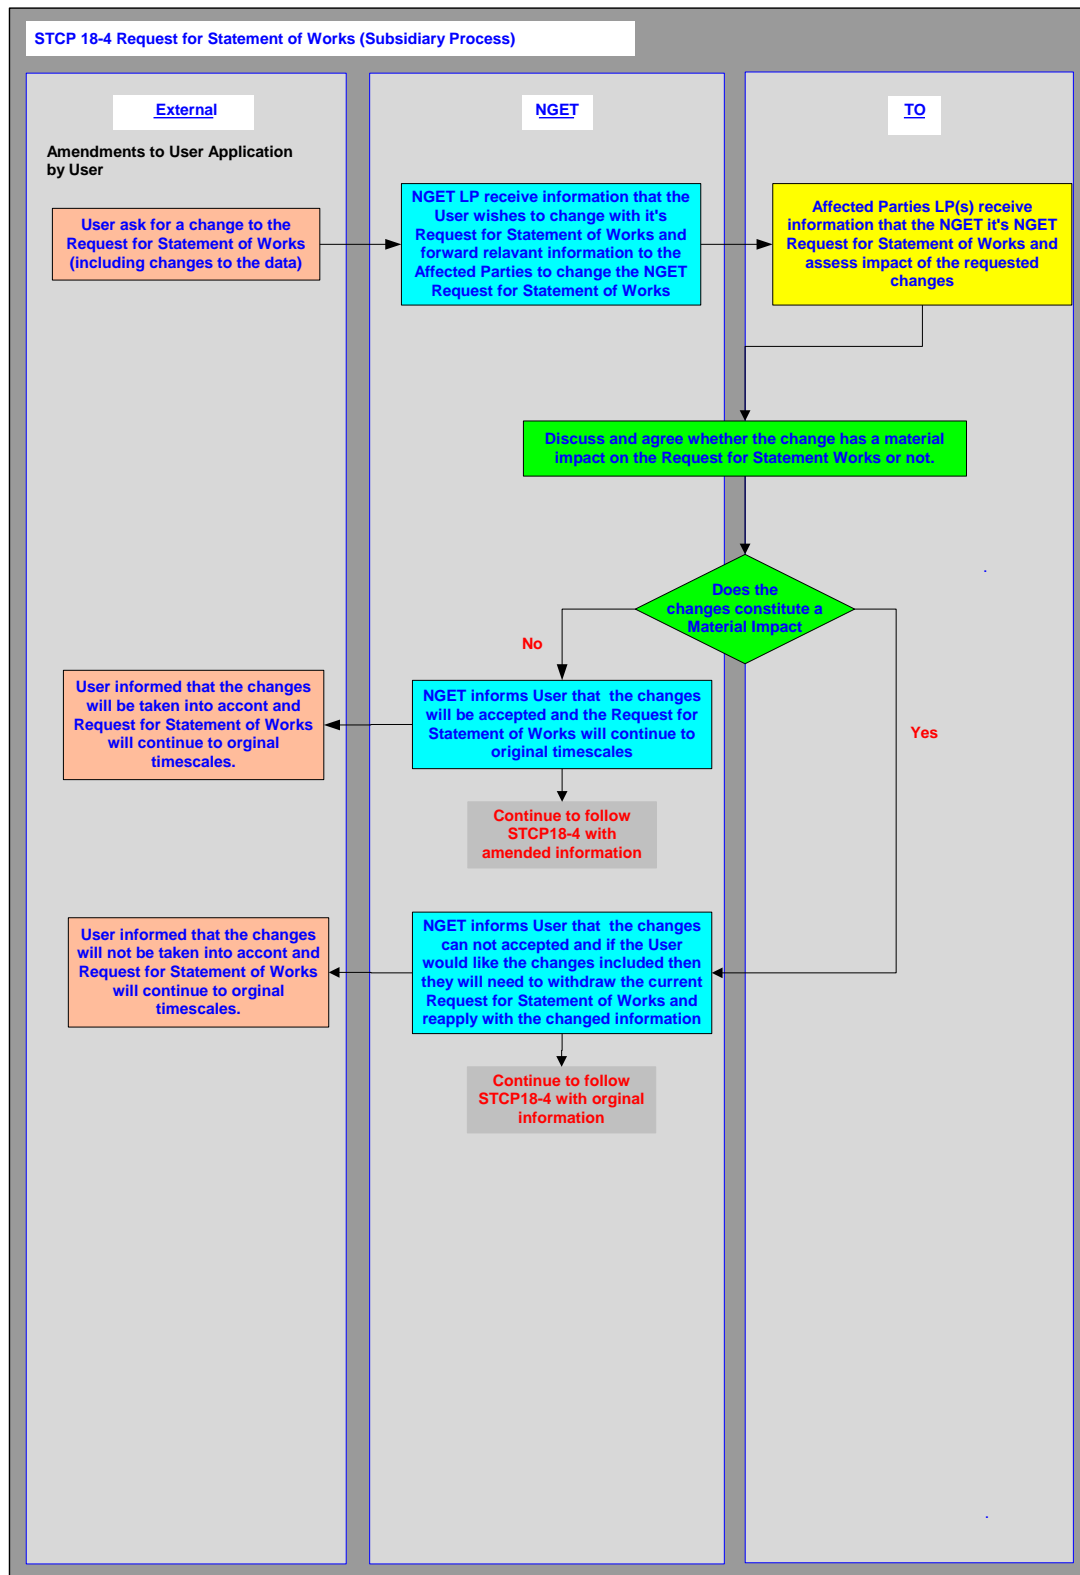 STCP 18-4 Request for Statement of Works (Subsidiary Process)
External
NGET
TO
Amendments to User Application
by User
User ask for a change to the
Request for Statement of Works
(including changes to the data)
NGET LP receive information that the
User wishes to change with it's
Request for Statement of Works and
forward relavant information to the
Affected Parties to change the NGET
Request for Statement of Works
Affected Parties LP(s) receive
information that the NGET it's NGET
Request for Statement of Works and
assess impact of the requested
changes
Discuss and agree whether the change has a material
impact on the Request for Statement Works or not.
Does the
changes constitute a
Material Impact
No
Yes
User informed that the changes
will be taken into accont and
Request for Statement of Works
will continue to orginal
timescales.
NGET informs User that the changes
will be accepted and the Request for
Statement of Works will continue to
original timescales
Continue to follow
STCP18-4 with
amended information
User informed that the changes
will not be taken into accont and
Request for Statement of Works
will continue to orginal
timescales.
NGET informs User that the changes
can not accepted and if the User
would like the changes included then
they will need to withdraw the current
Request for Statement of Works and
reapply with the changed information
Continue to follow
STCP18-4 with orginal
information